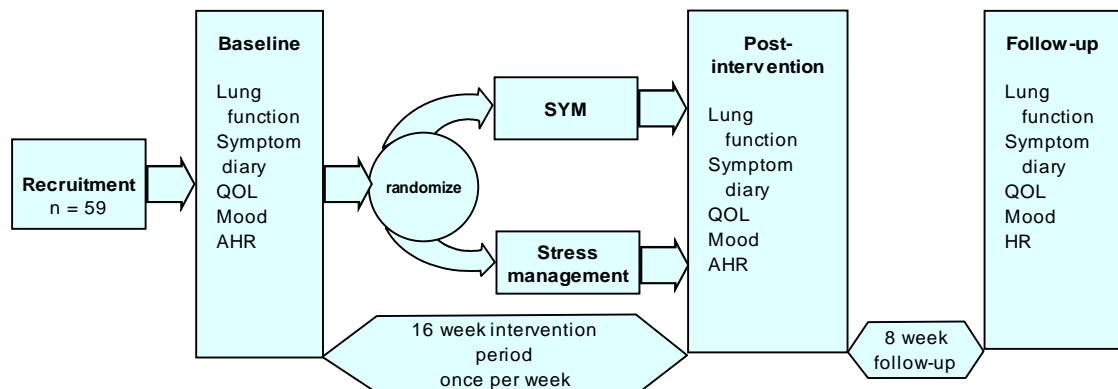 Recruitment
n = 59
Baseline
Lung
function
Symptom
diary
QOL
Mood
AHR
randomize
SYM
Stress
management
16 week intervention
period
once per week
Post-
intervention
Lung
function
Symptom
diary
QOL
Mood
AHR
8 week
follow-up
Follow-up
Lung
function
Symptom
diary
QOL
Mood
HR